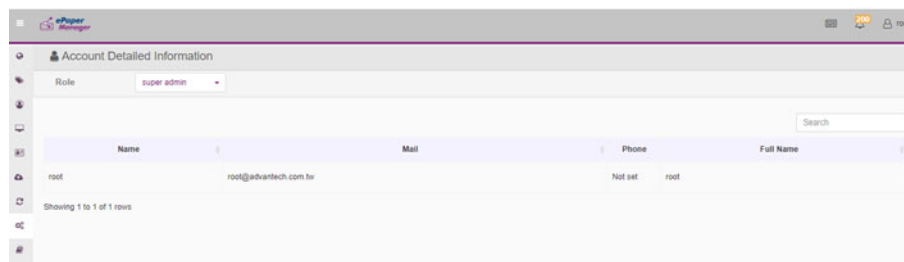 ePaper
Manager
200
ro
Account Detailed Information
Role
super admin
Search
Name
Mail
Phone
Full Name
root
root@advantech.com.tw
Not set
root
Showing 1 to 1 of 1 rows